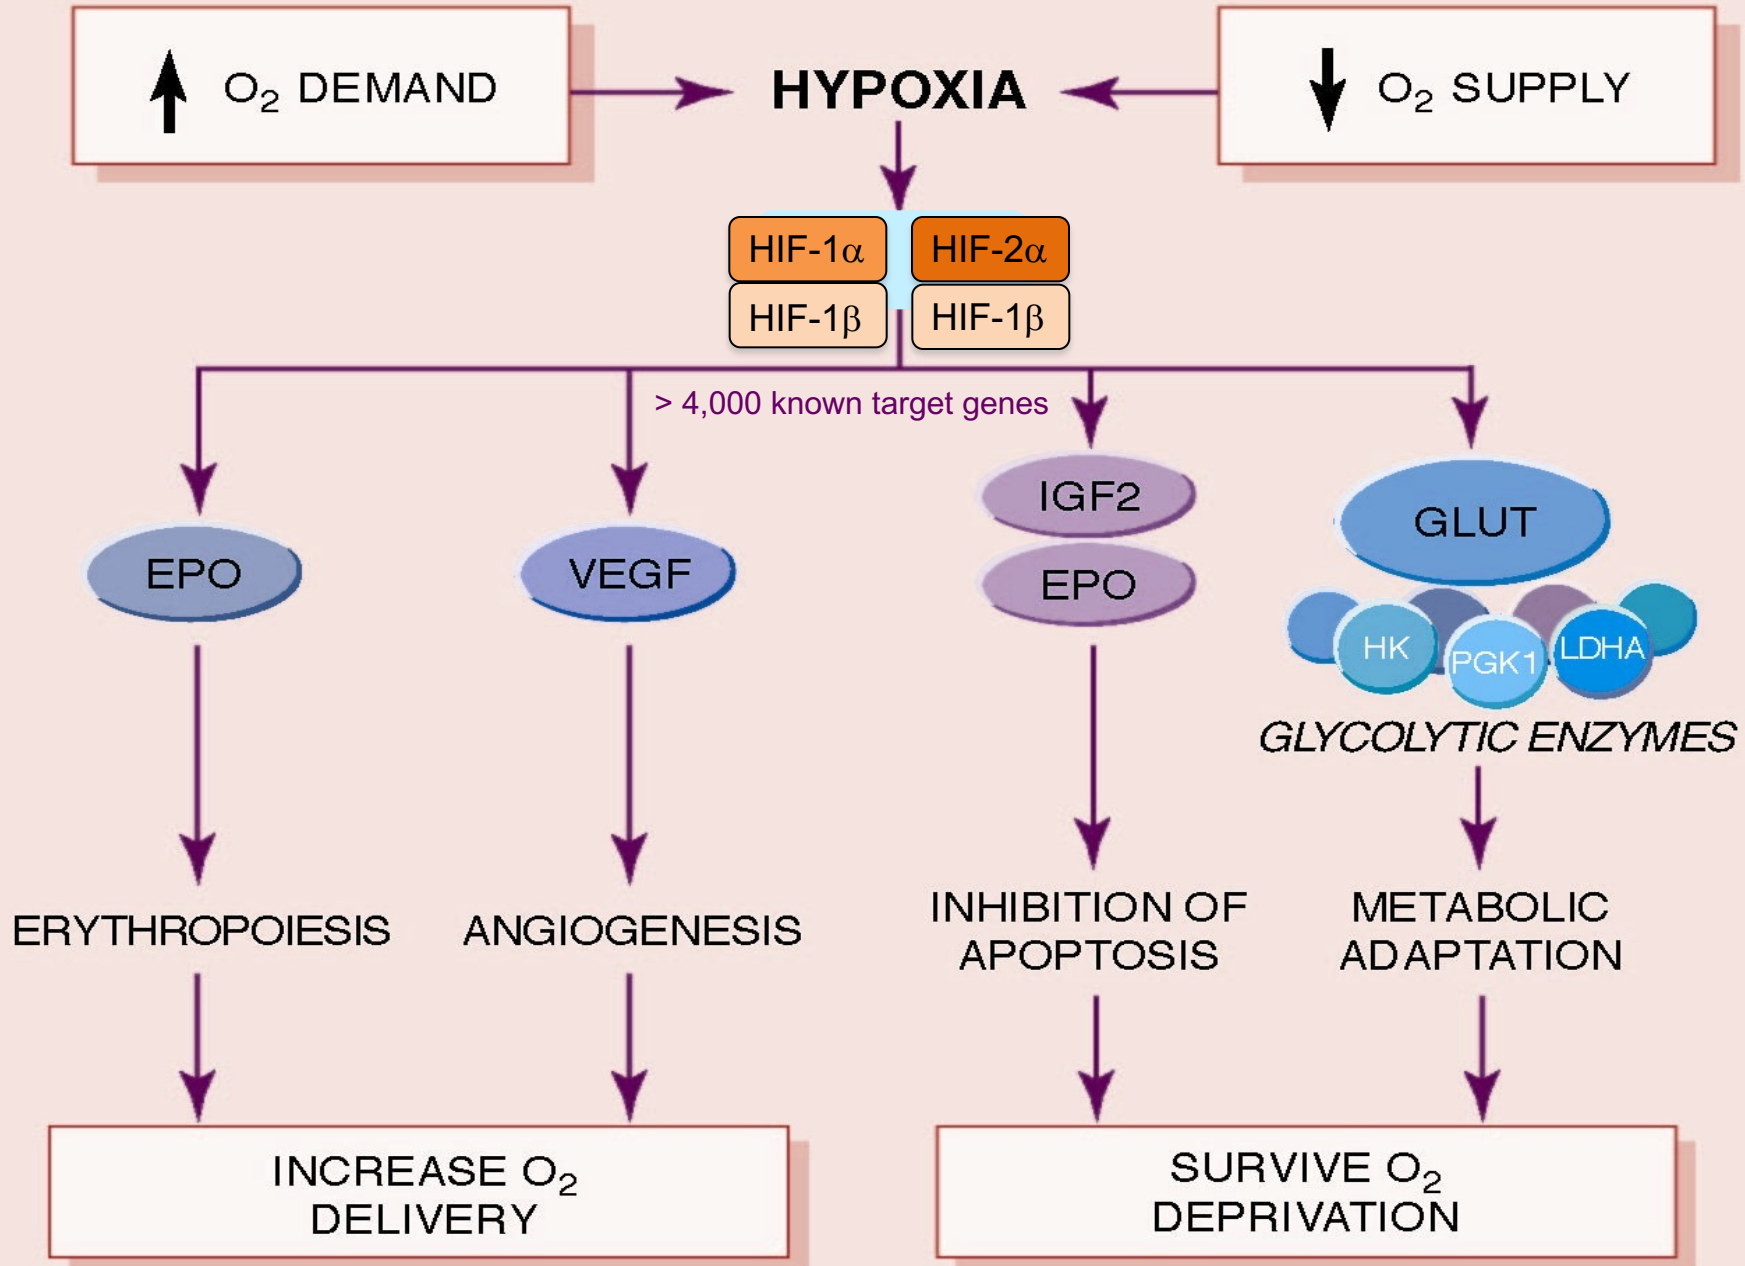 O₂ DEMAND
HYPOXIA
O₂ SUPPLY
HIF-1α
HIF-2α
HIF-1β
HIF-1β
> 4,000 known target genes
EPO
VEGF
IGF2
EPO
GLUT
HK
PGK1
LDHA
GLYCOLYTIC ENZYMES
ERYTHROPOIESIS
ANGIOGENESIS
INHIBITION OF
APOPTOSIS
METABOLIC
ADAPTATION
INCREASE O₂
DELIVERY
SURVIVE O₂
DEPRIVATION